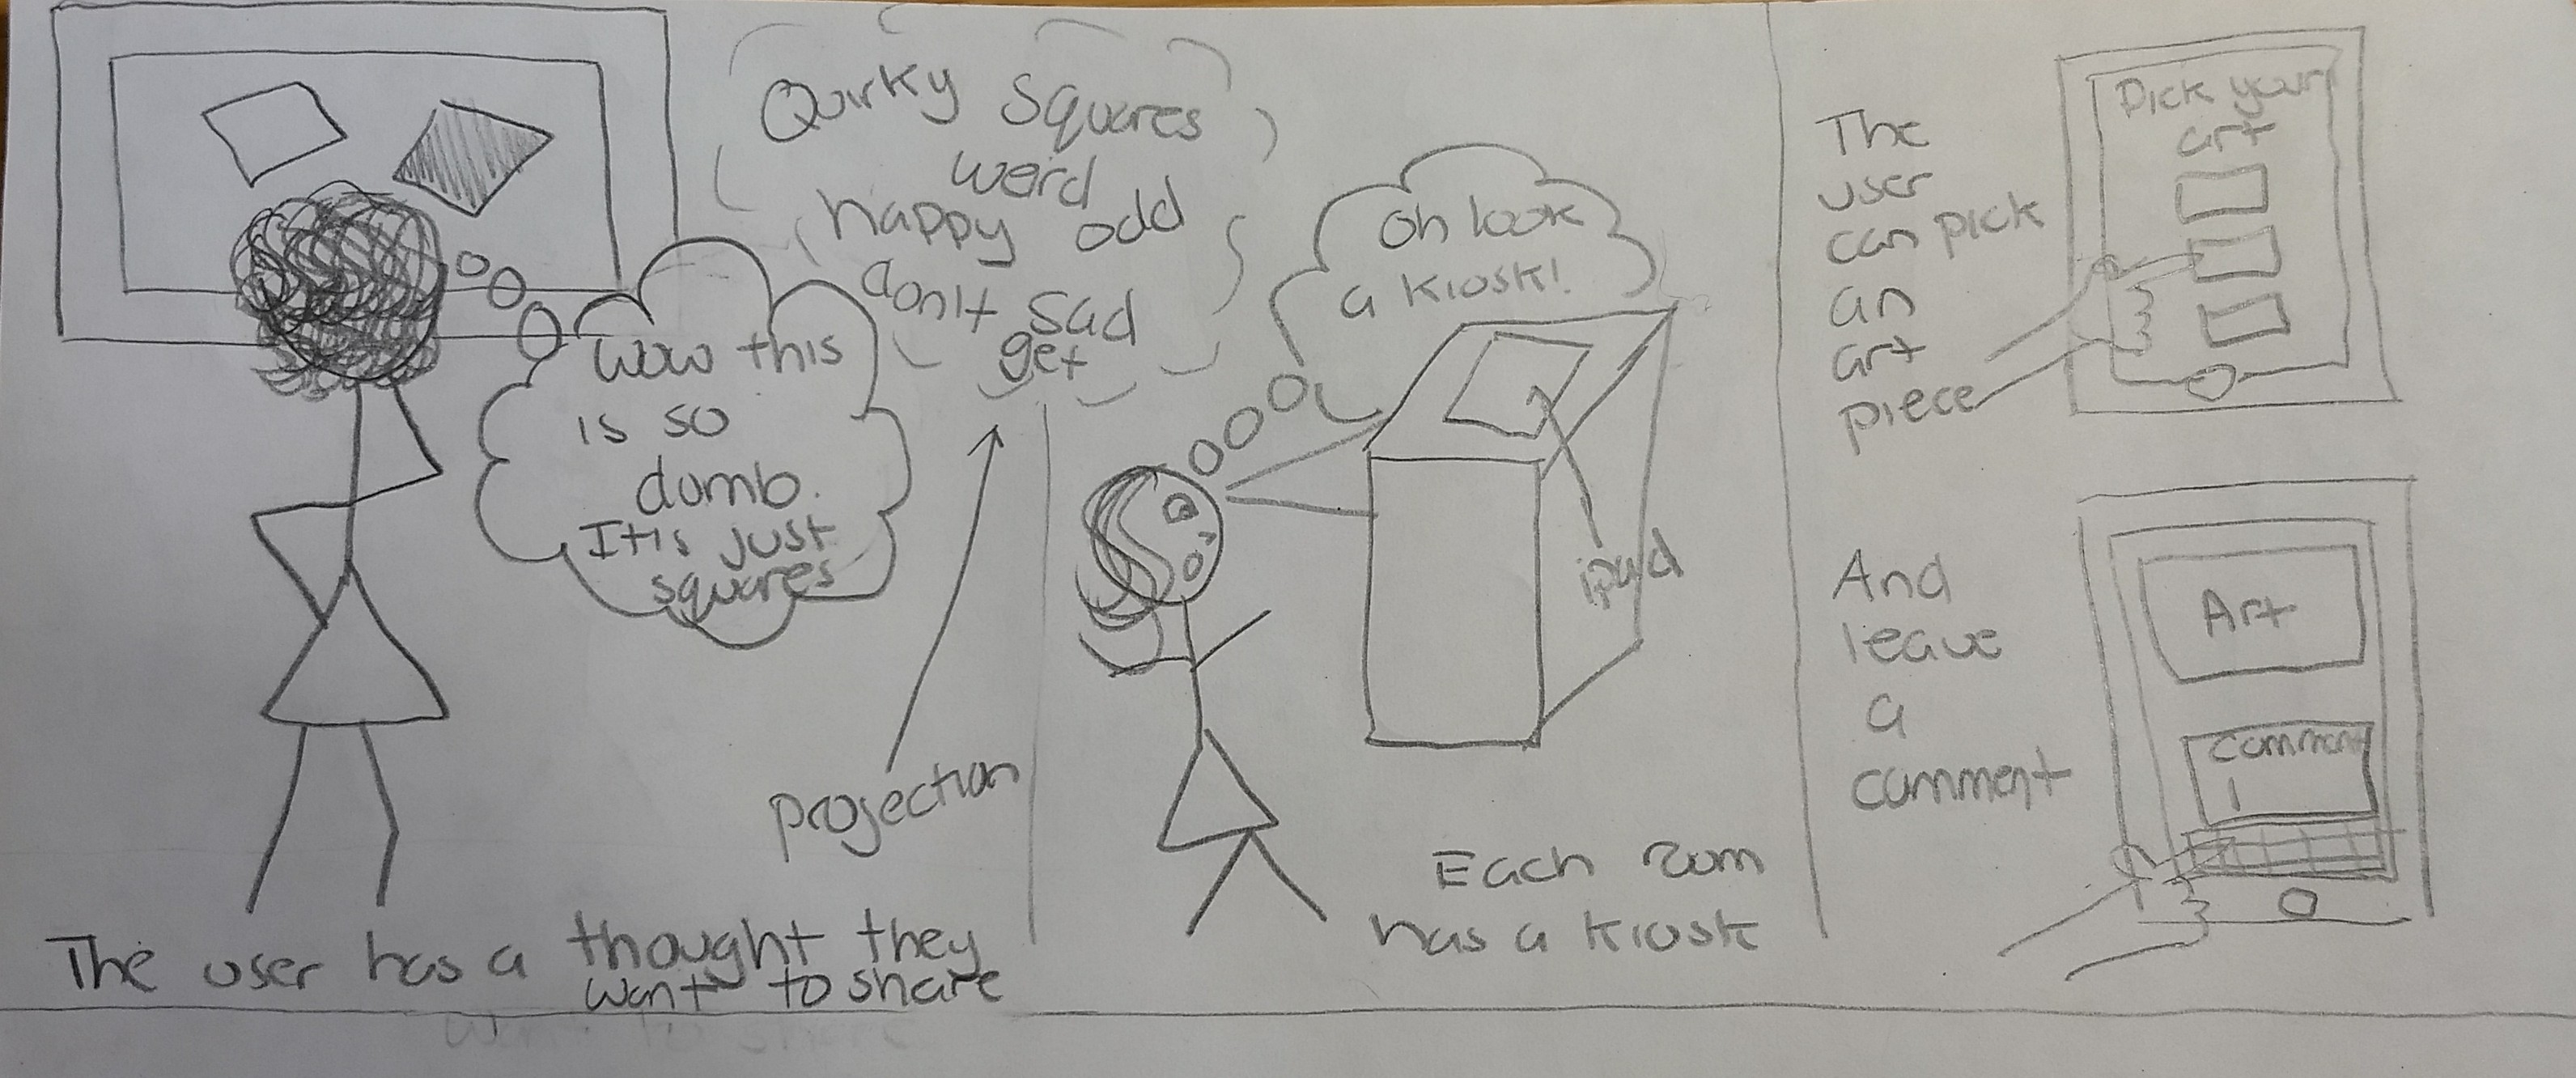 Quirky Squares
weird
happy odd
don't sad
get
wow this
is so
dumb.
It's just
squares
projection
The user has a thought they
want to share
Oh look
a kiosk!
ipad
Each room
has a kiosk
The
user
can pick
an
art
piece
Pick your
art
And
leave
a
comment
Art
comment